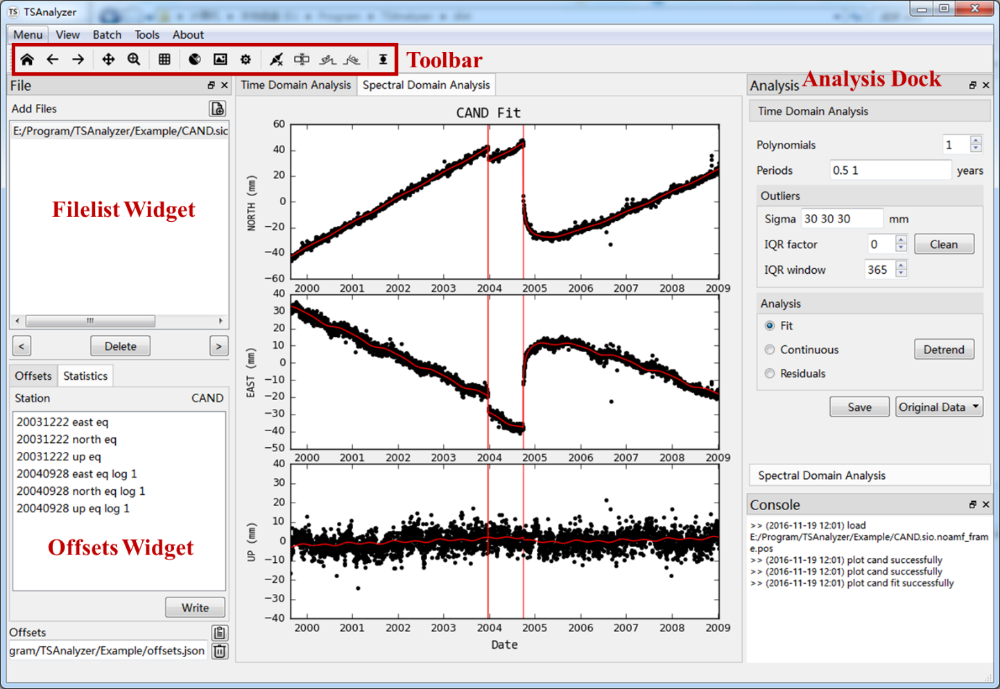 TS TSAnalyzer
Menu View Batch Tools About
Toolbar
File
Add Files
E:/Program/TSAnalyzer/Example/CAND.sic
Filelist Widget
< Delete >
Offsets Statistics
Station CAND
20031222 east eq
20031222 north eq
20031222 up eq
20040928 east eq log 1
20040928 north eq log 1
20040928 up eq log 1
Offsets Widget
Write
Offsets
gram/TSAnalyzer/Example/offsets.json
Time Domain Analysis Spectral Domain Analysis
CAND Fit
60
40
20
0
−20
−40
−60
NORTH (mm)
2000 2001 2002 2003 2004 2005 2006 2007 2008 2009
40
30
20
10
0
−10
−20
−30
−40
−50
EAST (mm)
2000 2001 2002 2003 2004 2005 2006 2007 2008 2009
40
30
20
10
0
−10
−20
−30
−40
UP (mm)
2000 2001 2002 2003 2004 2005 2006 2007 2008 2009
Date
Analysis Analysis Dock
Time Domain Analysis
Polynomials 1
Periods 0.5 1 years
Outliers
Sigma 30 30 30 mm
IQR factor 0 Clean
IQR window 365
Analysis
Fit
Continuous Detrend
Residuals
Save Original Data
Spectral Domain Analysis
Console
>> (2016-11-19 12:01) load
E:/Program/TSAnalyzer/Example/CAND.sio.noamf_fram
e.pos
>> (2016-11-19 12:01) plot cand successfully
>> (2016-11-19 12:01) plot cand successfully
>> (2016-11-19 12:01) plot cand fit successfully